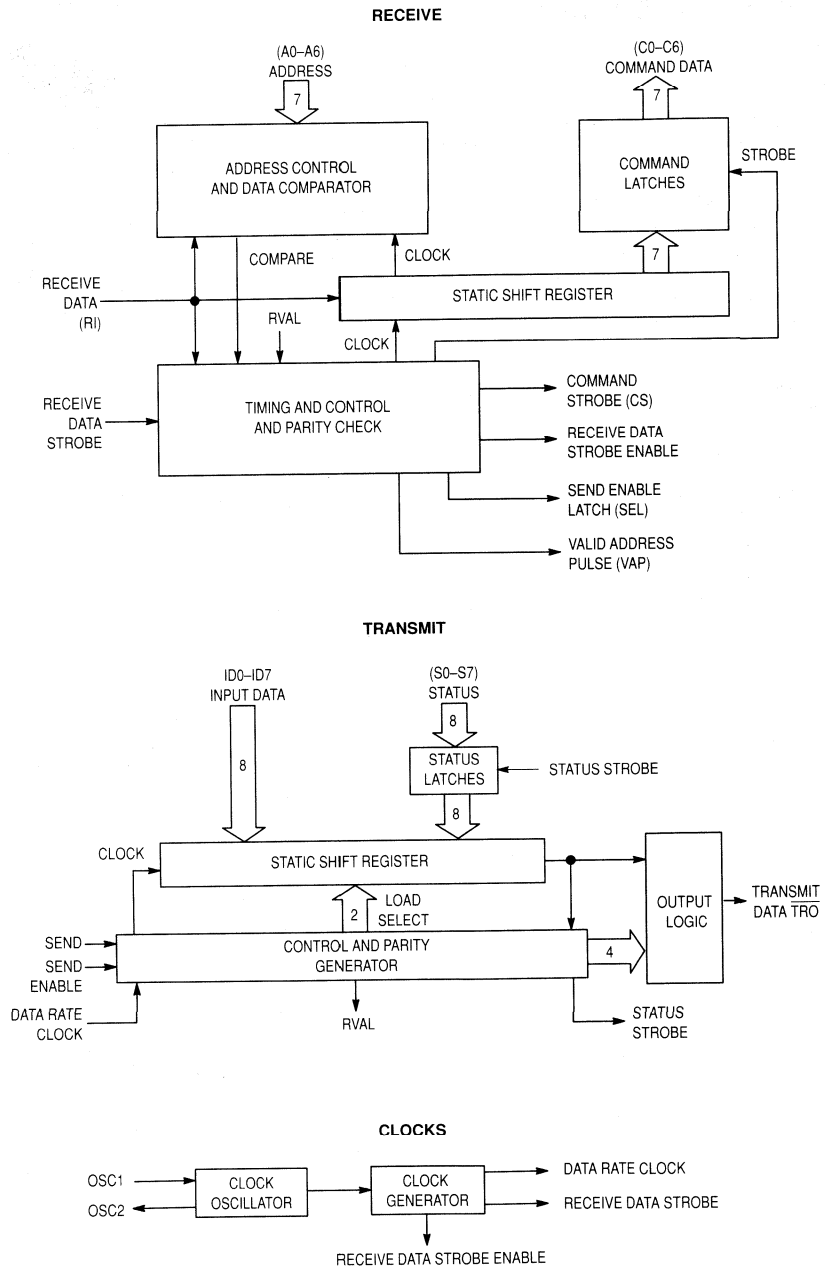 RECEIVE
(A0–A6)
ADDRESS
7
(C0–C6)
COMMAND DATA
7
ADDRESS CONTROL
AND DATA COMPARATOR
COMMAND
LATCHES
STROBE
COMPARE
CLOCK
7
RECEIVE
DATA
(RI)
STATIC SHIFT REGISTER
RVAL
CLOCK
RECEIVE
DATA
STROBE
TIMING AND CONTROL
AND PARITY CHECK
COMMAND
STROBE (CS)
RECEIVE DATA
STROBE ENABLE
SEND ENABLE
LATCH (SEL)
VALID ADDRESS
PULSE (VAP)
TRANSMIT
ID0–ID7
INPUT DATA
8
(S0–S7)
STATUS
8
STATUS
LATCHES
STATUS STROBE
8
CLOCK
STATIC SHIFT REGISTER
2
LOAD
SELECT
OUTPUT
LOGIC
TRANSMIT
DATA T̅R̅O̅
SEND
SEND
ENABLE
CONTROL AND PARITY
GENERATOR
4
DATA RATE
CLOCK
RVAL
STATUS
STROBE
CLOCKS
OSC1
OSC2
CLOCK
OSCILLATOR
CLOCK
GENERATOR
DATA RATE CLOCK
RECEIVE DATA STROBE
RECEIVE DATA STROBE ENABLE